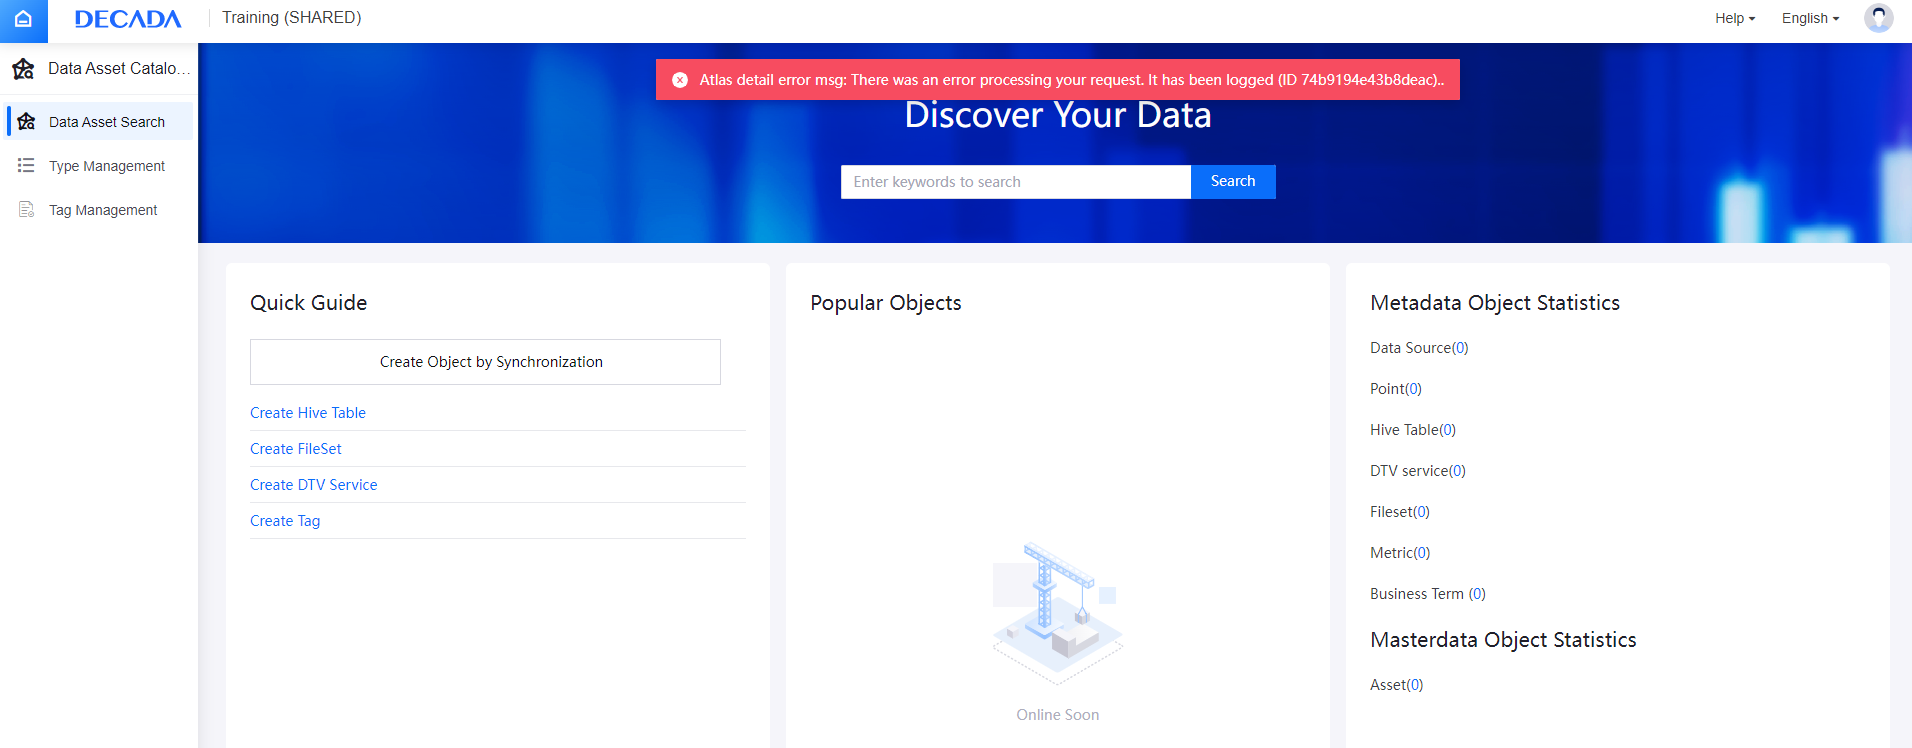 DECADA
Training (SHARED)
Help
English
Data Asset Catalo...
Data Asset Search
Type Management
Tag Management
Atlas detail error msg: There was an error processing your request. It has been logged (ID 74b9194e43b8deac)..
Discover Your Data
Enter keywords to search
Search
Quick Guide
Create Object by Synchronization
Create Hive Table
Create FileSet
Create DTV Service
Create Tag
Popular Objects
Online Soon
Metadata Object Statistics
Data Source(0)
Point(0)
Hive Table(0)
DTV service(0)
Fileset(0)
Metric(0)
Business Term (0)
Masterdata Object Statistics
Asset(0)